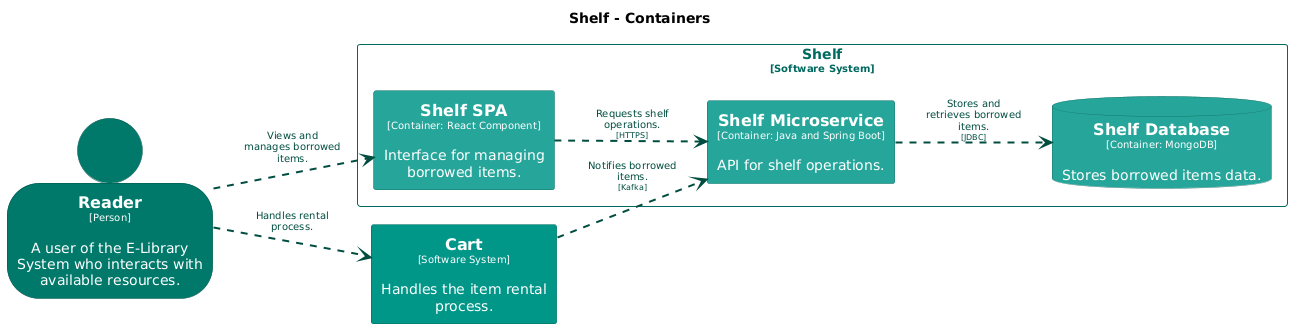 Shelf - Containers
Shelf
[Software System]
Shelf SPA
[Container: React Component]
Interface for managing
borrowed items.
Requests shelf
operations.
[HTTPS]
Shelf Microservice
[Container: Java and Spring Boot]
API for shelf operations.
Stores and
retrieves borrowed
items.
[JDBC]
Shelf Database
[Container: MongoDB]
Stores borrowed items data.
Views and
manages borrowed
items.
Notifies borrowed
items.
[Kafka]
Reader
[Person]
A user of the E-Library
System who interacts with
available resources.
Handles rental
process.
Cart
[Software System]
Handles the item rental
process.